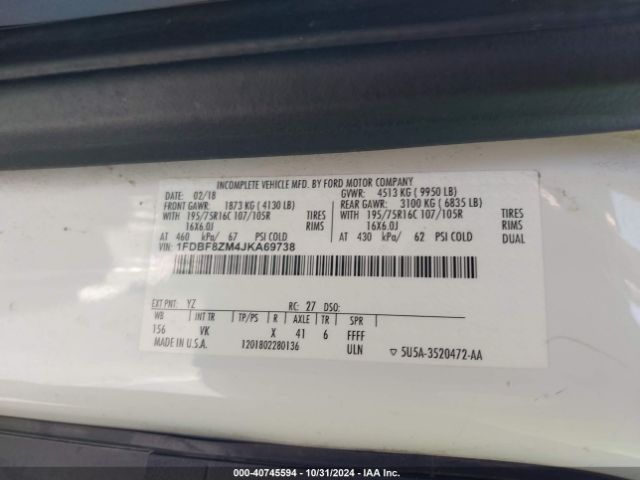 INCOMPLETE VEHICLE MFD. BY FORD MOTOR COMPANY
DATE: 02/18 GVWR: 4513 KG ( 9950 LB)
FRONT GAWR: 1873 KG ( 4130 LB) REAR GAWR: 3100 KG ( 6835 LB)
WITH 195/75R16C 107/105R TIRES WITH 195/75R16C 107/105R TIRES
16X6.0J RIMS 16X6.0J RIMS
AT 460 kPa/ 67 PSI COLD AT 430 kPa/ 62 PSI COLD DUAL
VIN: 1FDBF8ZM4JKA69738
EXT PNT: YZ RC: 27 DSO:
WB INT TR TP/PS R AXLE TR SPR
156 VK X 41 6 FFFF
MADE IN U.S.A. 1201802280136 ULN ▽ 5U5A-3520472-AA
000-40745594 - 10/31/2024 - IAA Inc.